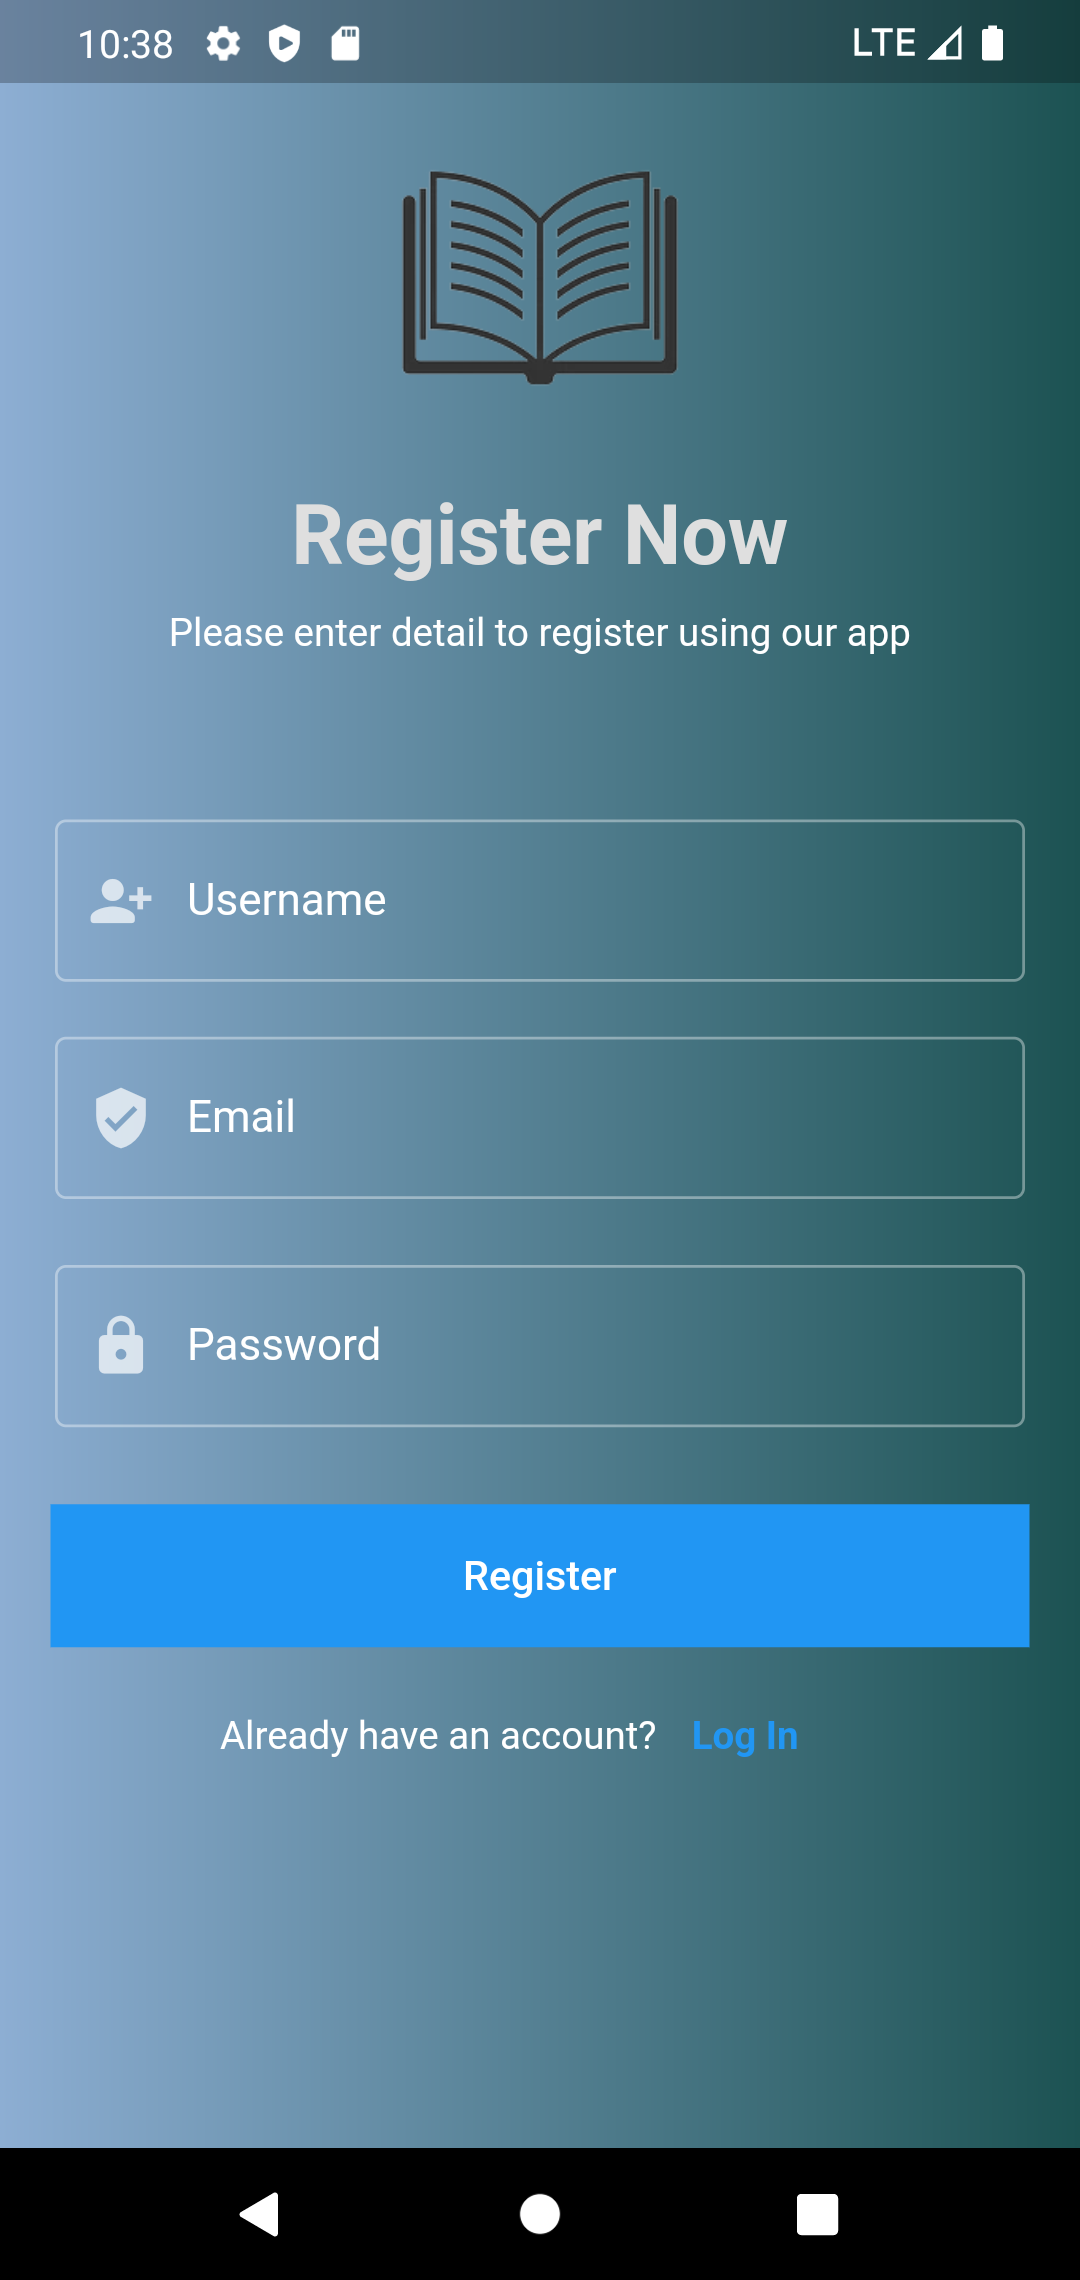 10:38 LTE
Register Now
Please enter detail to register using our app
Username
Email
Password
Register
Already have an account? Log In